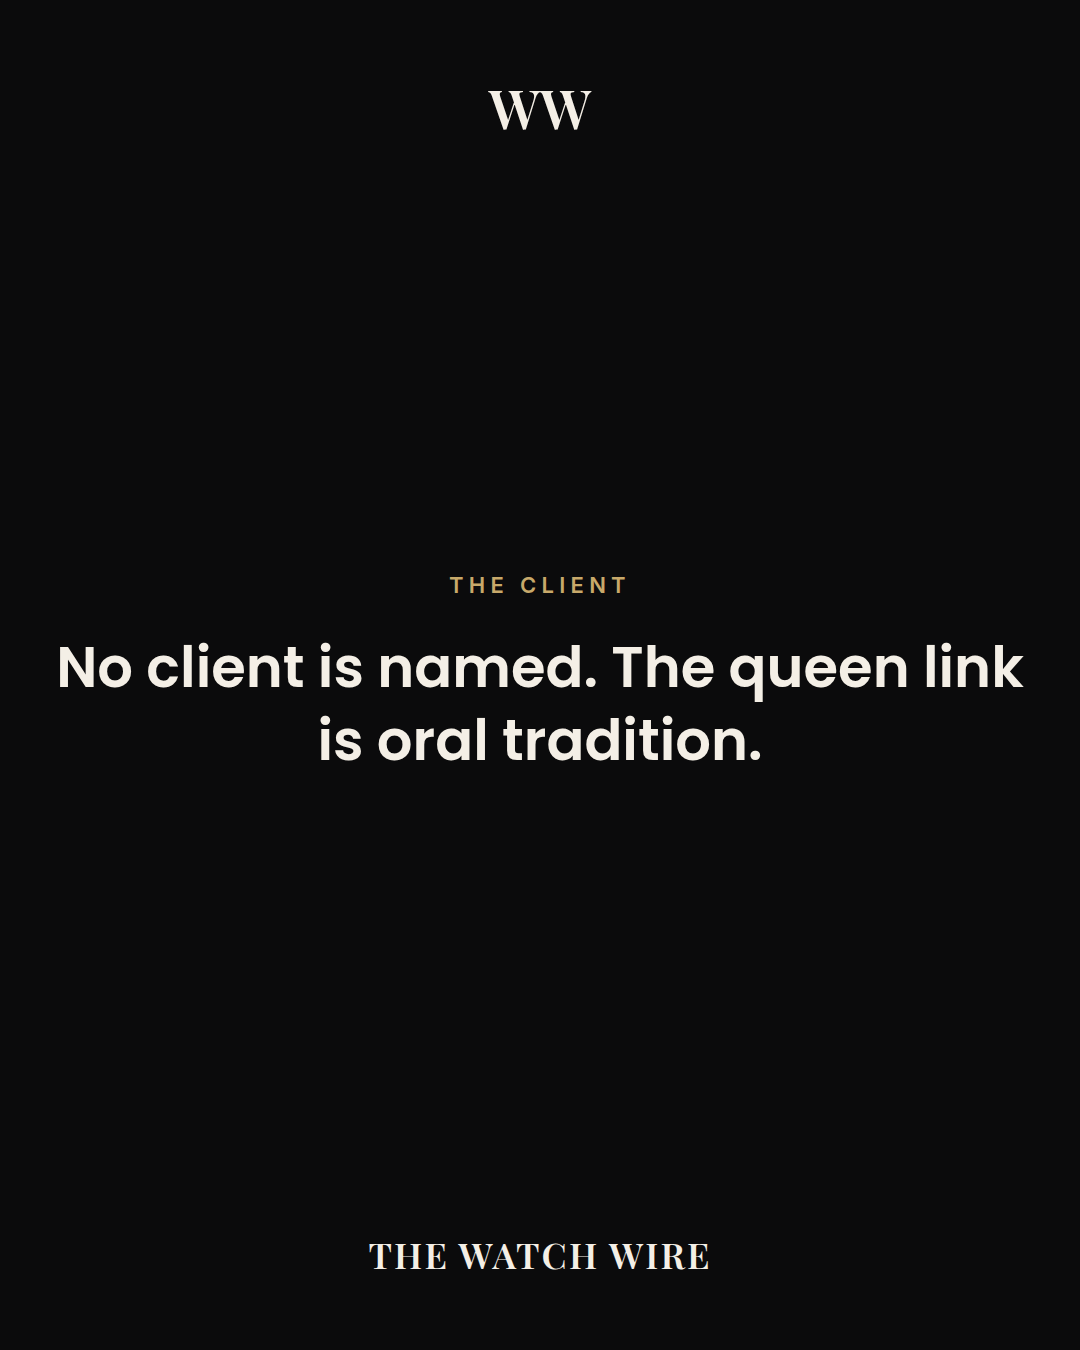 WW
THE CLIENT
No client is named. The queen link
is oral tradition.
THE WATCH WIRE